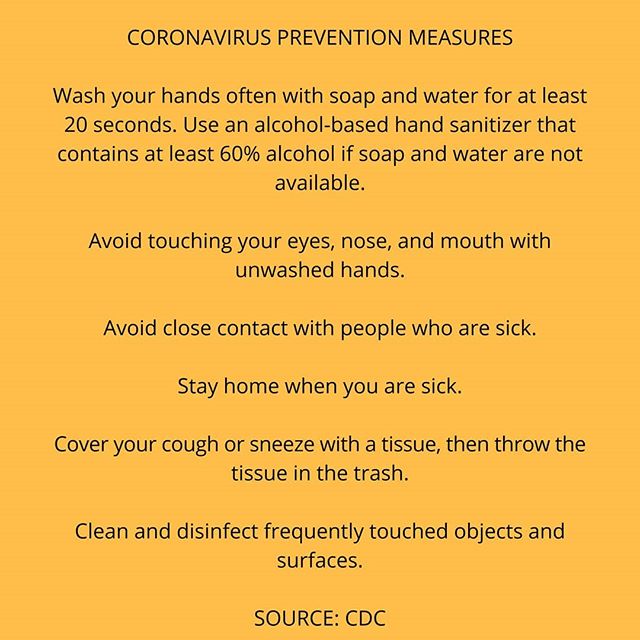 CORONAVIRUS PREVENTION MEASURES
Wash your hands often with soap and water for at least
20 seconds. Use an alcohol-based hand sanitizer that
contains at least 60% alcohol if soap and water are not
available.
Avoid touching your eyes, nose, and mouth with
unwashed hands.
Avoid close contact with people who are sick.
Stay home when you are sick.
Cover your cough or sneeze with a tissue, then throw the
tissue in the trash.
Clean and disinfect frequently touched objects and
surfaces.
SOURCE: CDC